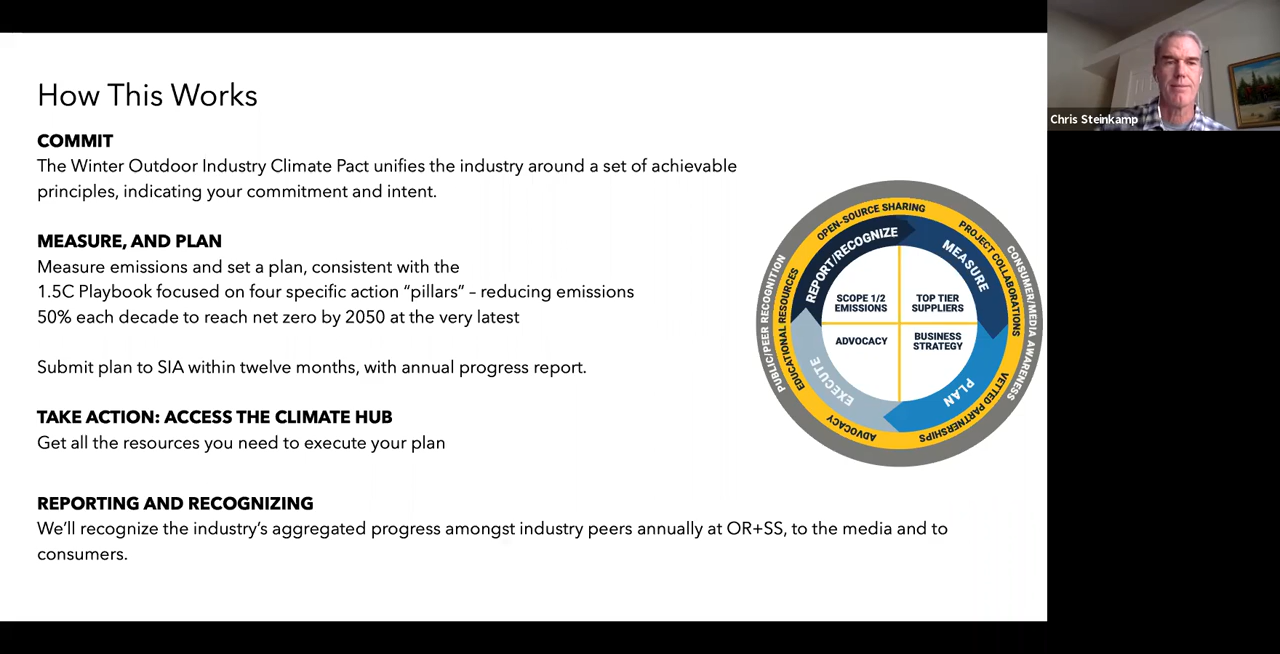 How This Works
COMMIT
The Winter Outdoor Industry Climate Pact unifies the industry around a set of achievable
principles, indicating your commitment and intent.
MEASURE, AND PLAN
Measure emissions and set a plan, consistent with the
1.5C Playbook focused on four specific action "pillars" – reducing emissions
50% each decade to reach net zero by 2050 at the very latest
Submit plan to SIA within twelve months, with annual progress report.
TAKE ACTION: ACCESS THE CLIMATE HUB
Get all the resources you need to execute your plan
REPORTING AND RECOGNIZING
We'll recognize the industry's aggregated progress amongst industry peers annually at OR+SS, to the media and to
consumers.
PUBLIC/PEER RECOGNITION
CONSUMER/MEDIA AWARENESS
OPEN-SOURCE SHARING
PROJECT COLLABORATIONS
VETTED PARTNERSHIPS
ADVOCACY
EDUCATIONAL RESOURCES
REPORT/RECOGNIZE
MEASURE
PLAN
EXECUTE
SCOPE 1/2
EMISSIONS
TOP TIER
SUPPLIERS
ADVOCACY
BUSINESS
STRATEGY
Chris Steinkamp